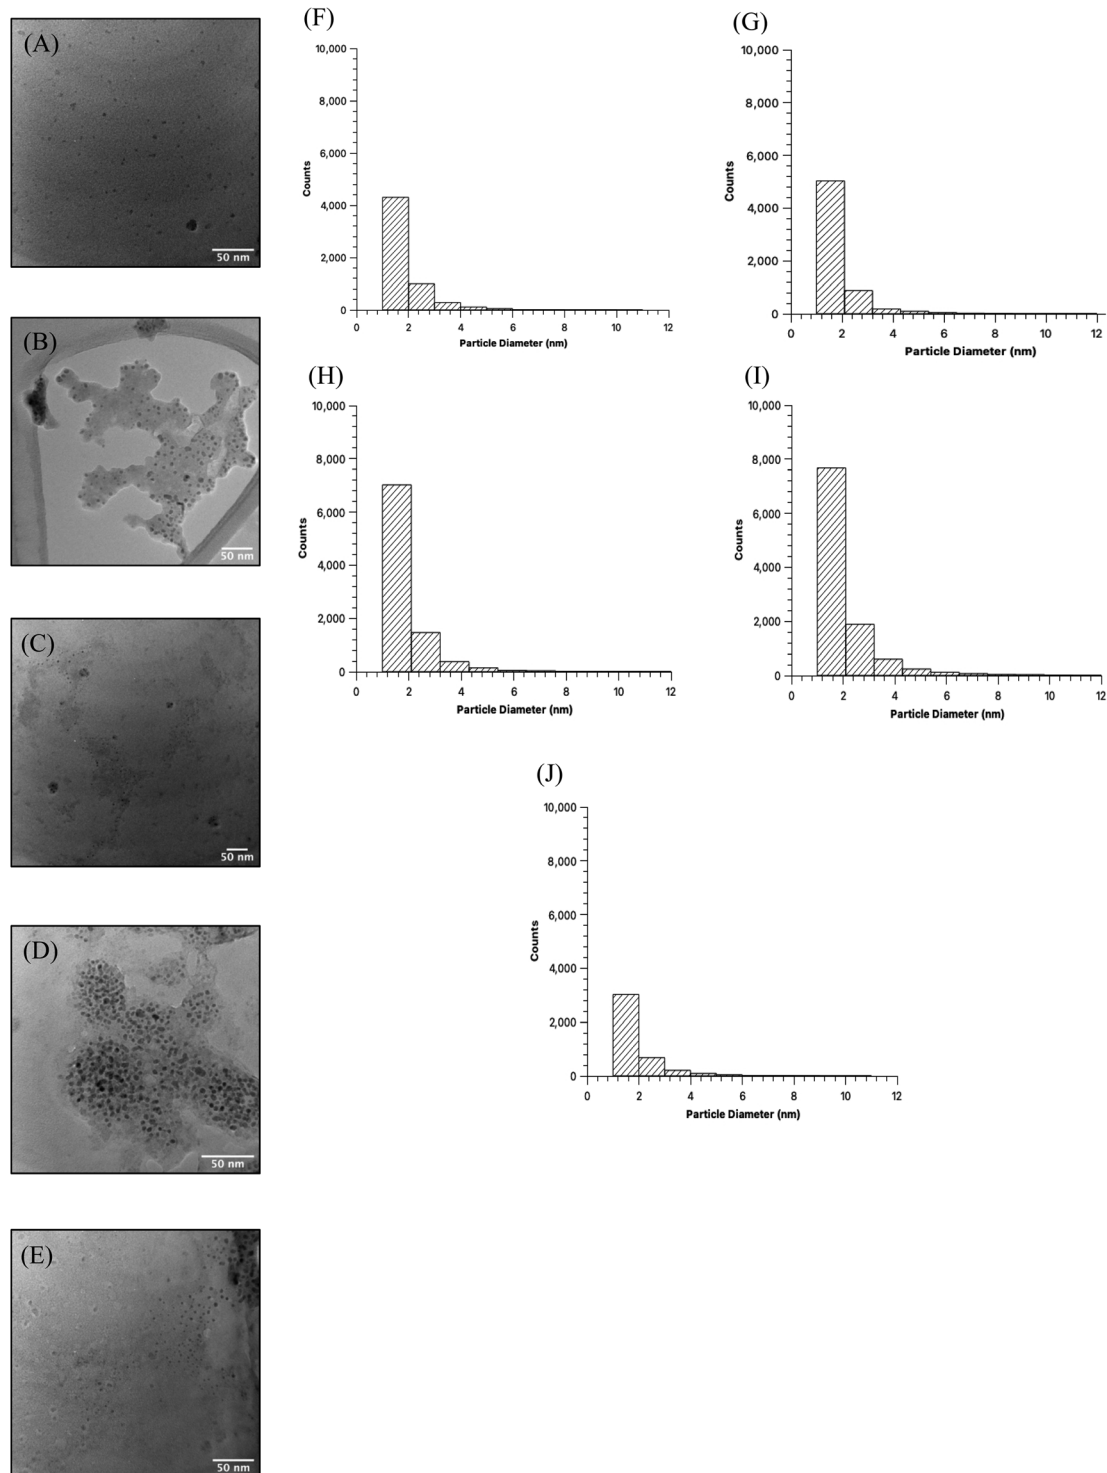 (A)
50 nm
(B)
50 nm
(C)
50 nm
(D)
50 nm
(E)
50 nm
(F)
10,000
8,000
6,000
4,000
2,000
0
Counts
0 2 4 6 8 10 12
Particle Diameter (nm)
(G)
10,000
8,000
6,000
4,000
2,000
0
Counts
0 2 4 6 8 10 12
Particle Diameter (nm)
(H)
10,000
8,000
6,000
4,000
2,000
0
Counts
0 2 4 6 8 10 12
Particle Diameter (nm)
(I)
10,000
8,000
6,000
4,000
2,000
0
Counts
0 2 4 6 8 10 12
Particle Diameter (nm)
(J)
10,000
8,000
6,000
4,000
2,000
0
Counts
0 2 4 6 8 10 12
Particle Diameter (nm)